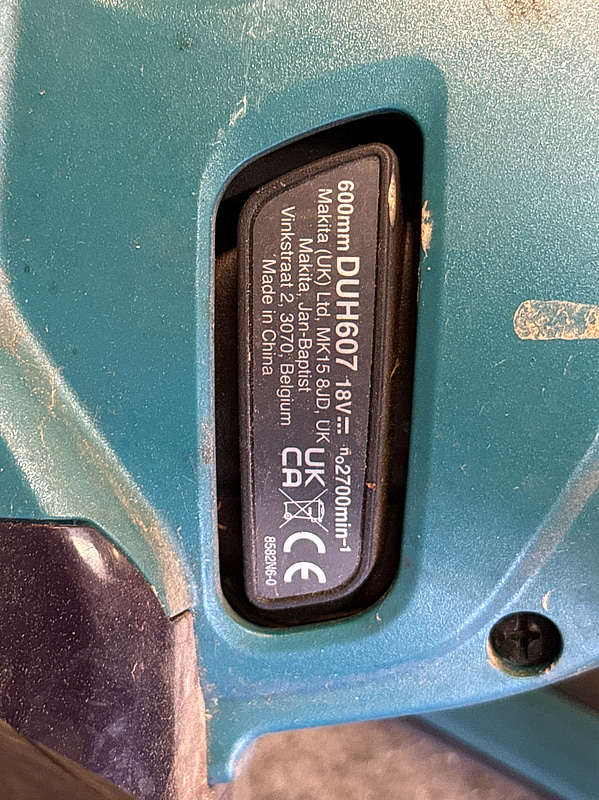 600mm DUH607 18V⎓ n₀2700min⁻¹
Makita (UK) Ltd, MK15 8JD, UK
Makita, Jan-Baptist
Vinkstraat 2, 3070, Belgium
Made in China
UK
CA
CE
8582N6-0